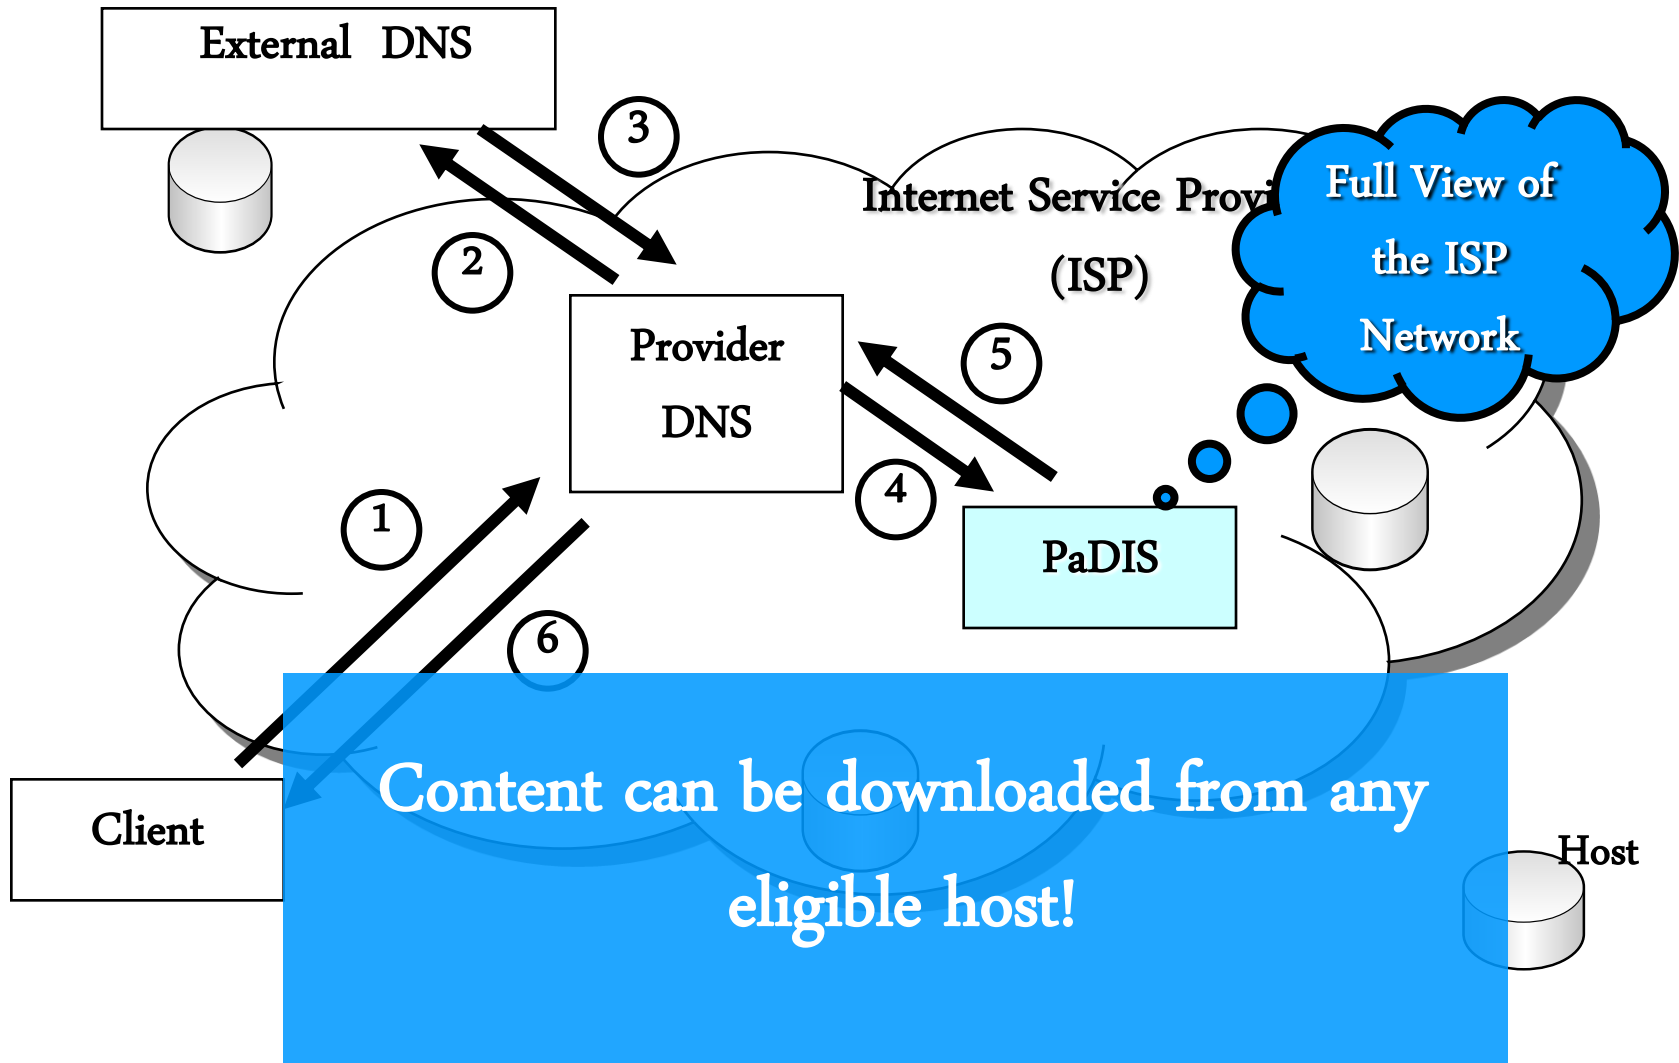 External DNS
3
Internet Service Provi
(ISP)
Full View of
the ISP
Network
2
Provider
DNS
5
4
1
PaDIS
6
Client
Content can be downloaded from any
eligible host!
Host